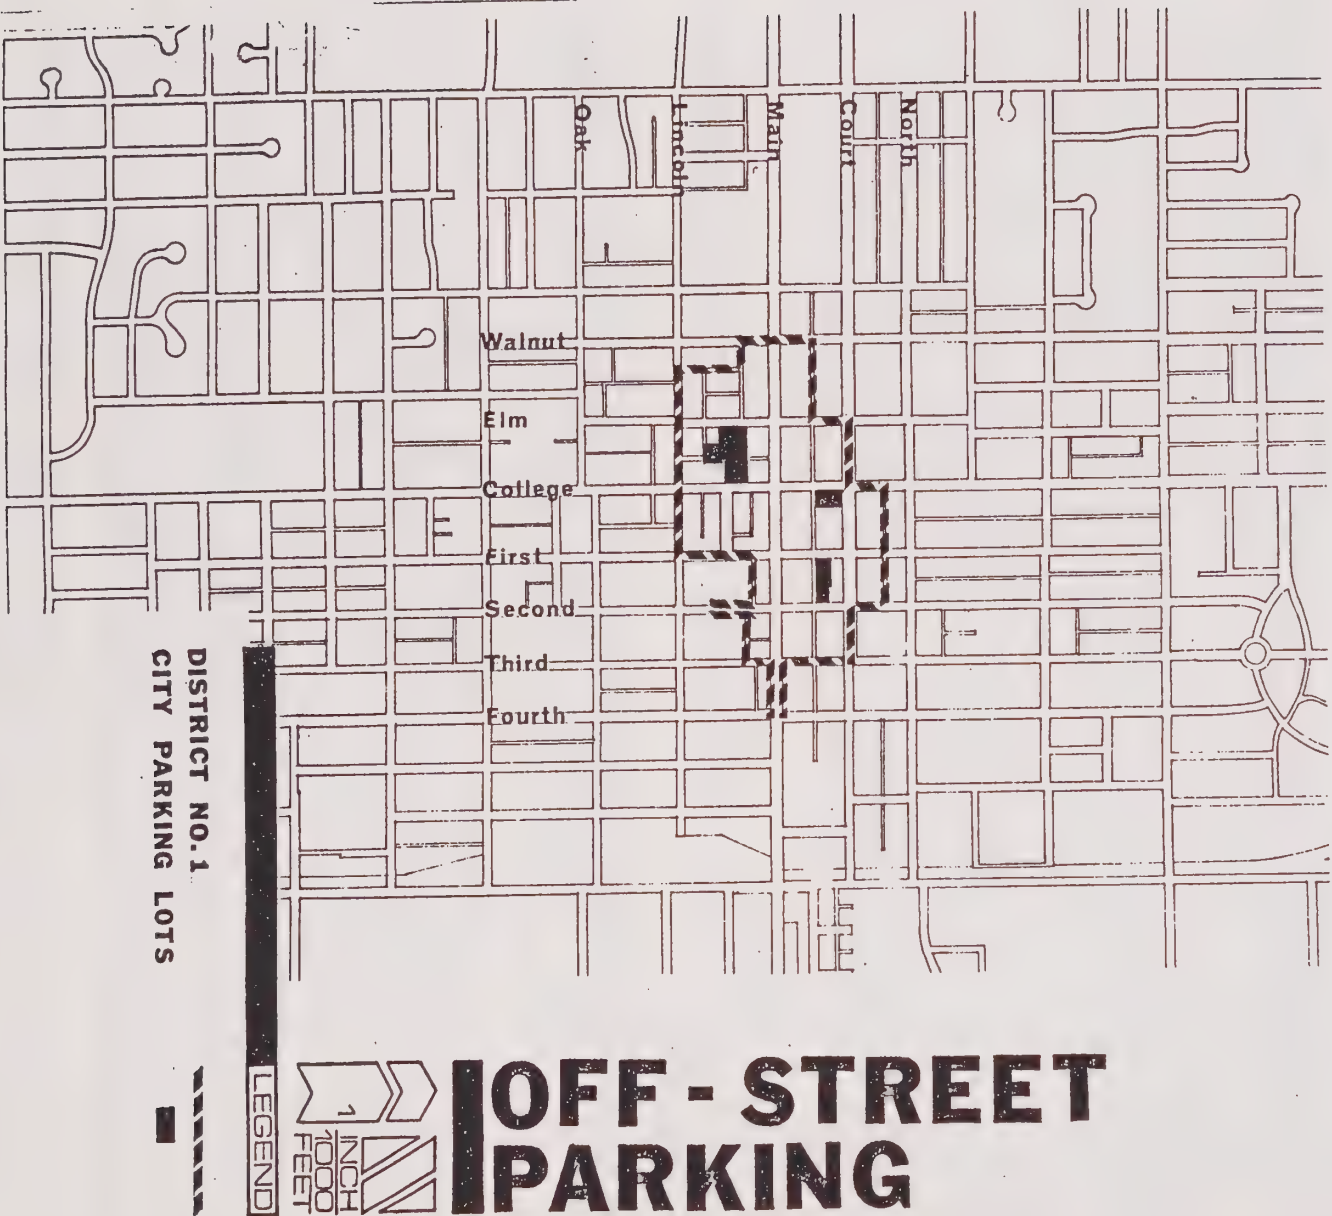 Oak
Lincoln
Main
Court
North
Walnut
Elm
College
First
Second
Third
Fourth
DISTRICT NO.1
CITY PARKING LOTS
LEGEND
1
INCH
1000
FEET
OFF-STREET
PARKING